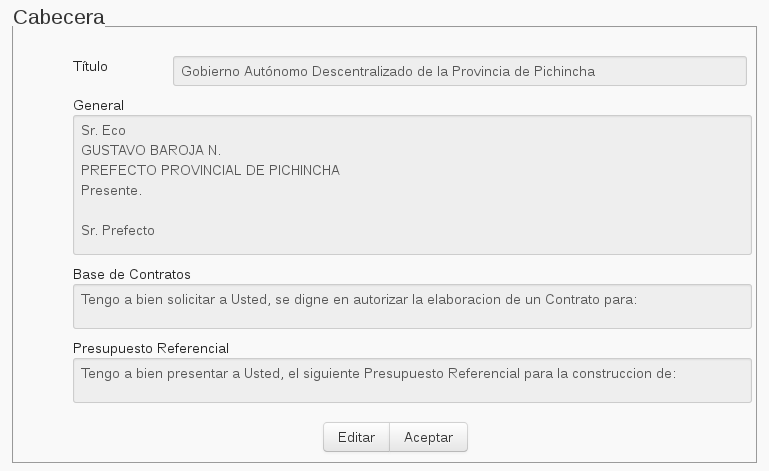 Cabecera
Título
Gobierno Autónomo Descentralizado de la Provincia de Pichincha
General
Sr. Eco
GUSTAVO BAROJA N.
PREFECTO PROVINCIAL DE PICHINCHA
Presente.
Sr. Prefecto
Base de Contratos
Tengo a bien solicitar a Usted, se digne en autorizar la elaboracion de un Contrato para:
Presupuesto Referencial
Tengo a bien presentar a Usted, el siguiente Presupuesto Referencial para la construccion de:
Editar Aceptar